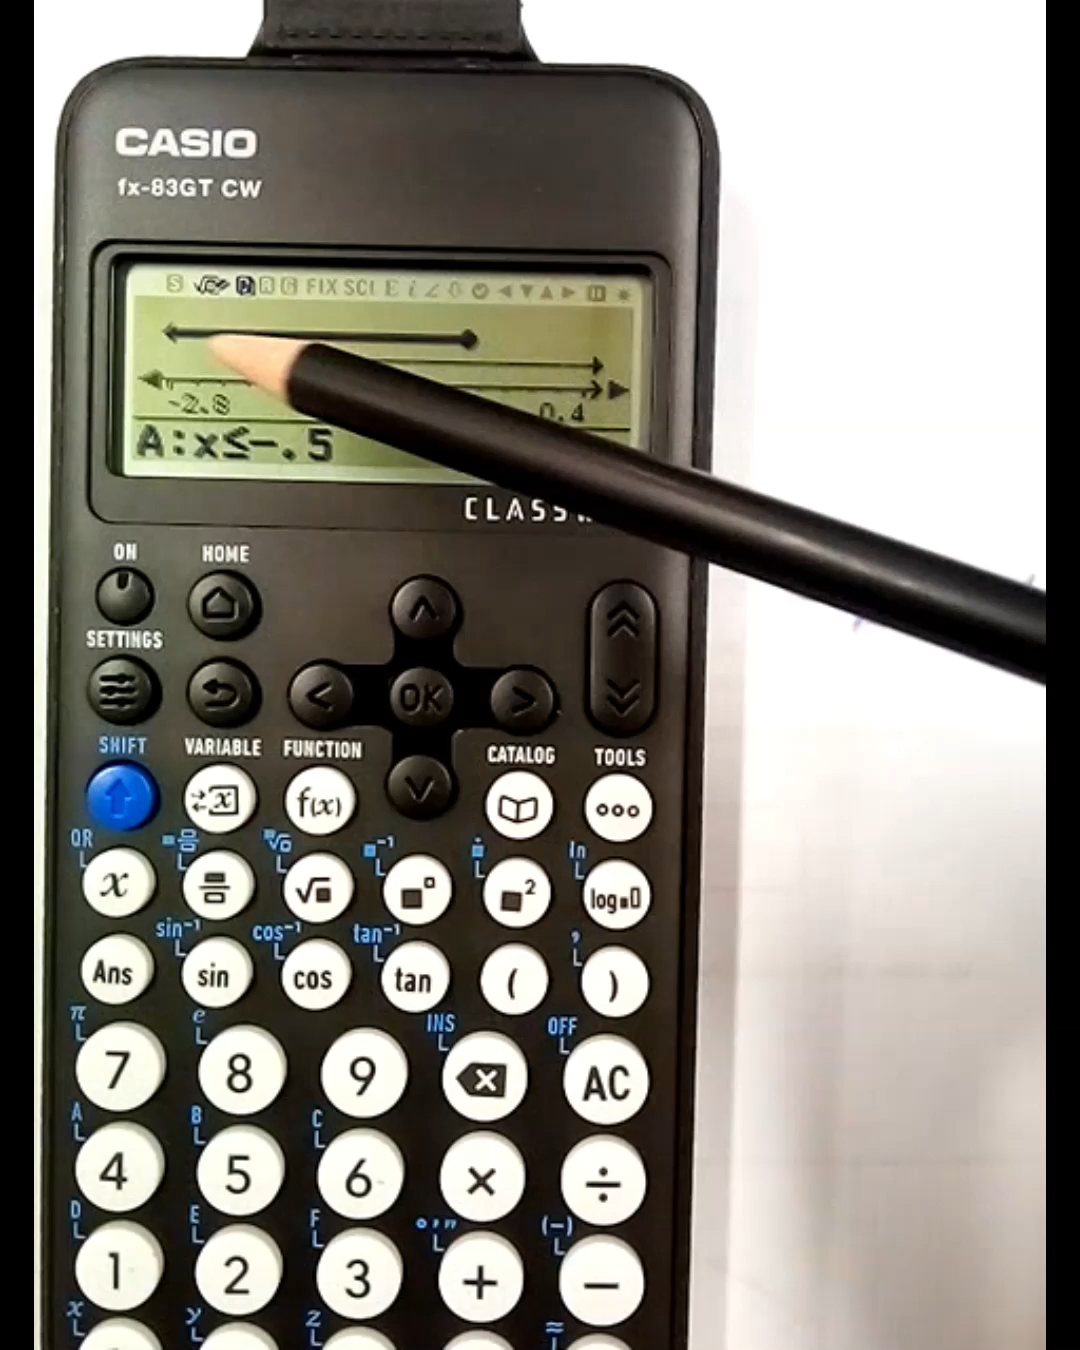 CASIO
fx-83GT CW
S √ D R G FIX SCI E i ∠
-2.8 0.4
A:x≤-.5
CLASS
ON HOME
SETTINGS
OK
SHIFT VARIABLE FUNCTION CATALOG TOOLS
x f(x)
QR √ -1 ln
x √ 2 log
sin-1 cos-1 tan-1 ,
Ans sin cos tan ( )
π e INS OFF
7 8 9 AC
A B C
4 5 6 × ÷
D E F ° ′ ″ (−)
1 2 3 + −
x y z ≈